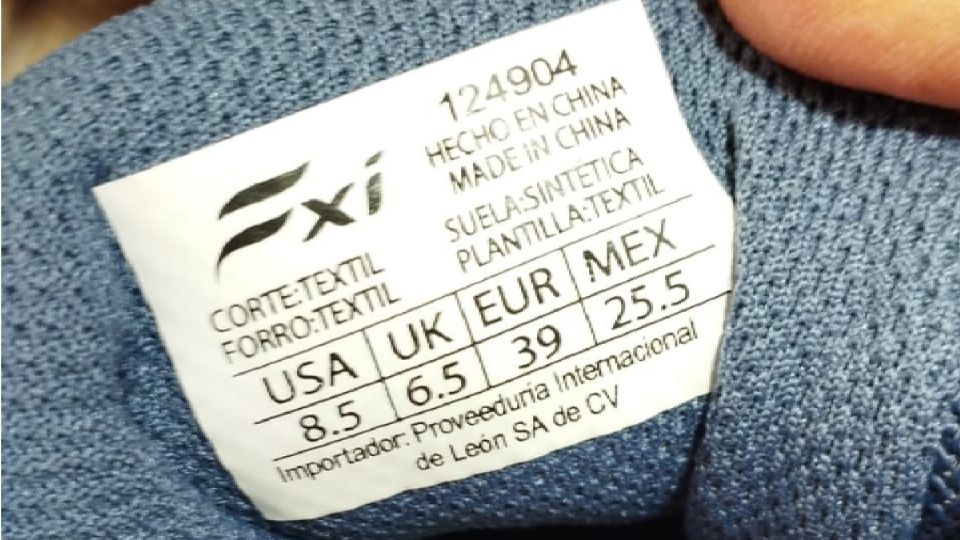 124904
HECHO EN CHINA
MADE IN CHINA
Exi
SUELA:SINTÉTICA
PLANTILLA:TEXTIL
CORTE:TEXTIL
FORRO:TEXTIL
USA UK EUR MEX
8.5 6.5 39 25.5
Importador: Proveeduría Internacional
de León SA de CV